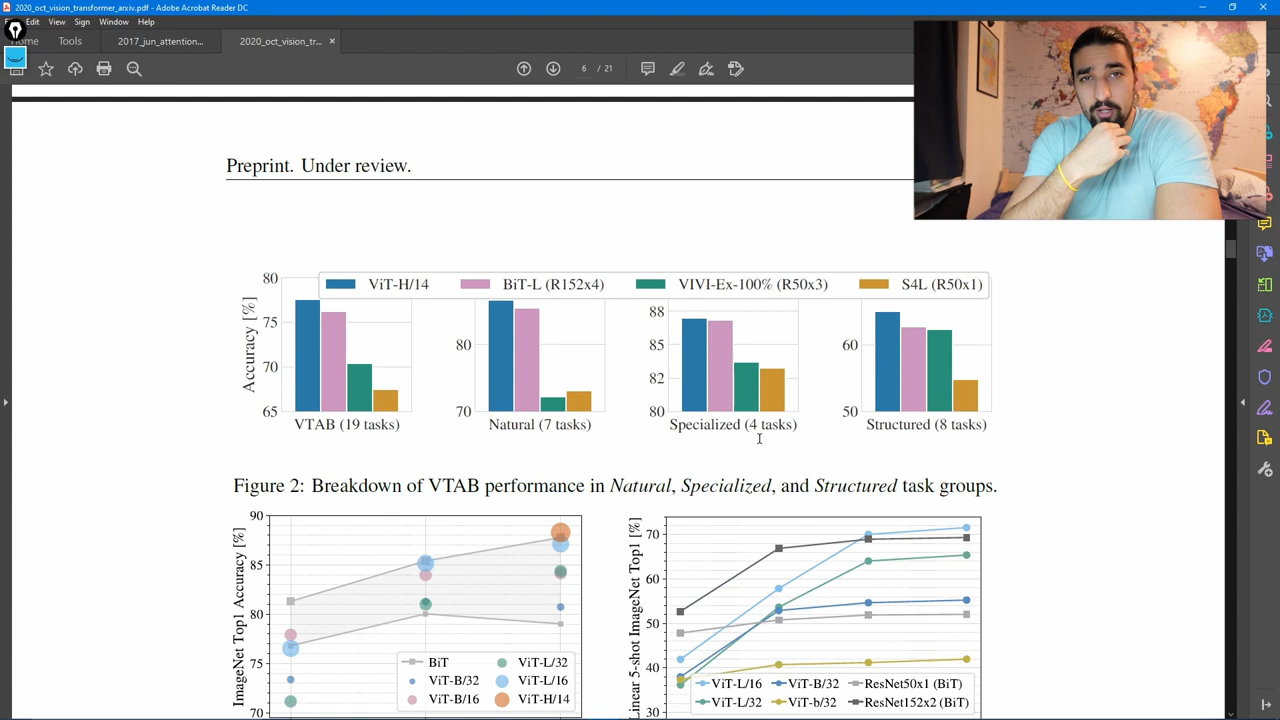 2020_oct_vision_transformer_arxiv.pdf - Adobe Acrobat Reader DC
Edit View Sign Window Help
Home Tools 2017_jun_attention... 2020_oct_vision_tr... ×
6 / 21
Preprint. Under review.
ViT-H/14 BiT-L (R152x4) VIVI-Ex-100% (R50x3) S4L (R50x1)
Accuracy [%]
80
75
70
65
VTAB (19 tasks)
80
70
Natural (7 tasks)
88
85
82
80
Specialized (4 tasks)
60
50
Structured (8 tasks)
Figure 2: Breakdown of VTAB performance in Natural, Specialized, and Structured task groups.
ImageNet Top1 Accuracy [%]
90
85
80
75
70
BiT ViT-L/32
ViT-B/32 ViT-L/16
ViT-B/16 ViT-H/14
Linear 5-shot ImageNet Top1 [%]
70
60
50
40
30
ViT-L/16 ViT-B/32 ResNet50x1 (BiT)
ViT-L/32 ViT-b/32 ResNet152x2 (BiT)